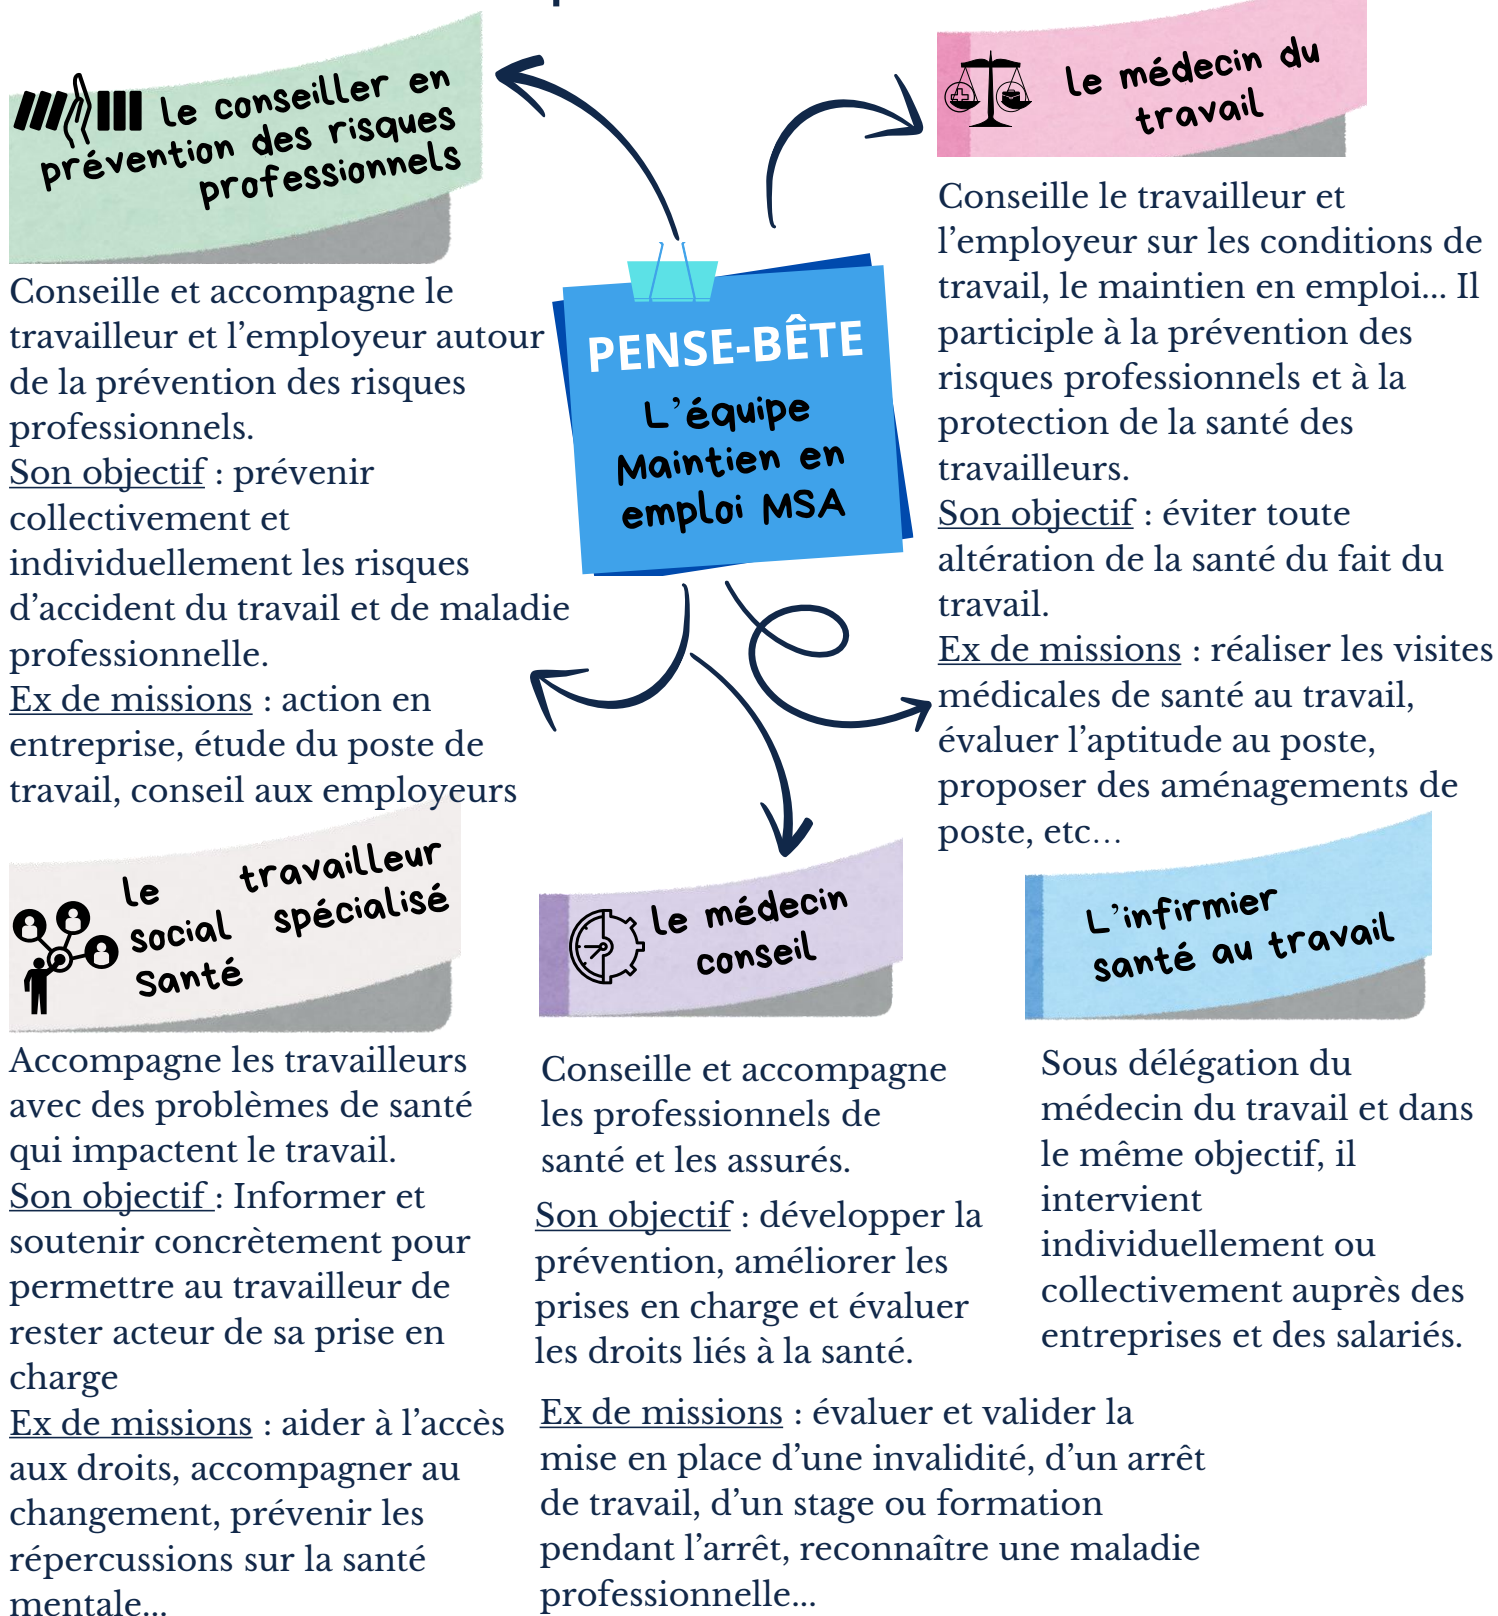 le conseiller en
prévention des risques
professionnels
Conseille et accompagne le
travailleur et l’employeur autour
de la prévention des risques
professionnels.
Son objectif : prévenir
collectivement et
individuellement les risques
d’accident du travail et de maladie
professionnelle.
Ex de missions : action en
entreprise, étude du poste de
travail, conseil aux employeurs
PENSE-BÊTE
L’équipe
Maintien en
emploi MSA
le médecin du
travail
Conseille le travailleur et
l’employeur sur les conditions de
travail, le maintien en emploi... Il
participle à la prévention des
risques professionnels et à la
protection de la santé des
travailleurs.
Son objectif : éviter toute
altération de la santé du fait du
travail.
Ex de missions : réaliser les visites
médicales de santé au travail,
évaluer l’aptitude au poste,
proposer des aménagements de
poste, etc...
le travailleur
social spécialisé
Santé
Accompagne les travailleurs
avec des problèmes de santé
qui impactent le travail.
Son objectif : Informer et
soutenir concrètement pour
permettre au travailleur de
rester acteur de sa prise en
charge
Ex de missions : aider à l’accès
aux droits, accompagner au
changement, prévenir les
répercussions sur la santé
mentale...
le médecin
conseil
Conseille et accompagne
les professionnels de
santé et les assurés.
Son objectif : développer la
prévention, améliorer les
prises en charge et évaluer
les droits liés à la santé.
Ex de missions : évaluer et valider la
mise en place d’une invalidité, d’un arrêt
de travail, d’un stage ou formation
pendant l’arrêt, reconnaître une maladie
professionnelle...
L’infirmier
santé au travail
Sous délégation du
médecin du travail et dans
le même objectif, il
intervient
individuellement ou
collectivement auprès des
entreprises et des salariés.